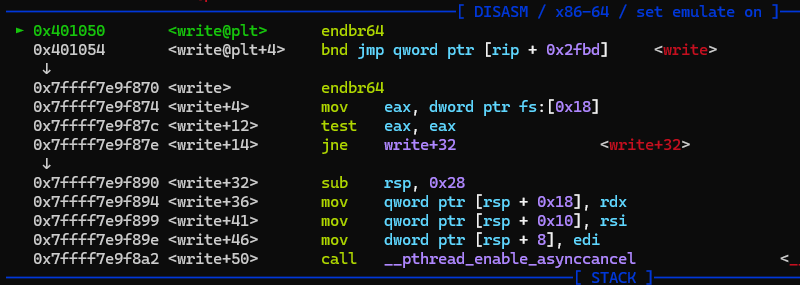 [ DISASM / x86-64 / set emulate on ]
► 0x401050 <write@plt> endbr64
0x401054 <write@plt+4> bnd jmp qword ptr [rip + 0x2fbd] <write>
↓
0x7ffff7e9f870 <write> endbr64
0x7ffff7e9f874 <write+4> mov eax, dword ptr fs:[0x18]
0x7ffff7e9f87c <write+12> test eax, eax
0x7ffff7e9f87e <write+14> jne write+32 <write+32>
↓
0x7ffff7e9f890 <write+32> sub rsp, 0x28
0x7ffff7e9f894 <write+36> mov qword ptr [rsp + 0x18], rdx
0x7ffff7e9f899 <write+41> mov qword ptr [rsp + 0x10], rsi
0x7ffff7e9f89e <write+46> mov dword ptr [rsp + 8], edi
0x7ffff7e9f8a2 <write+50> call __pthread_enable_asynccancel <_
[ STACK ]